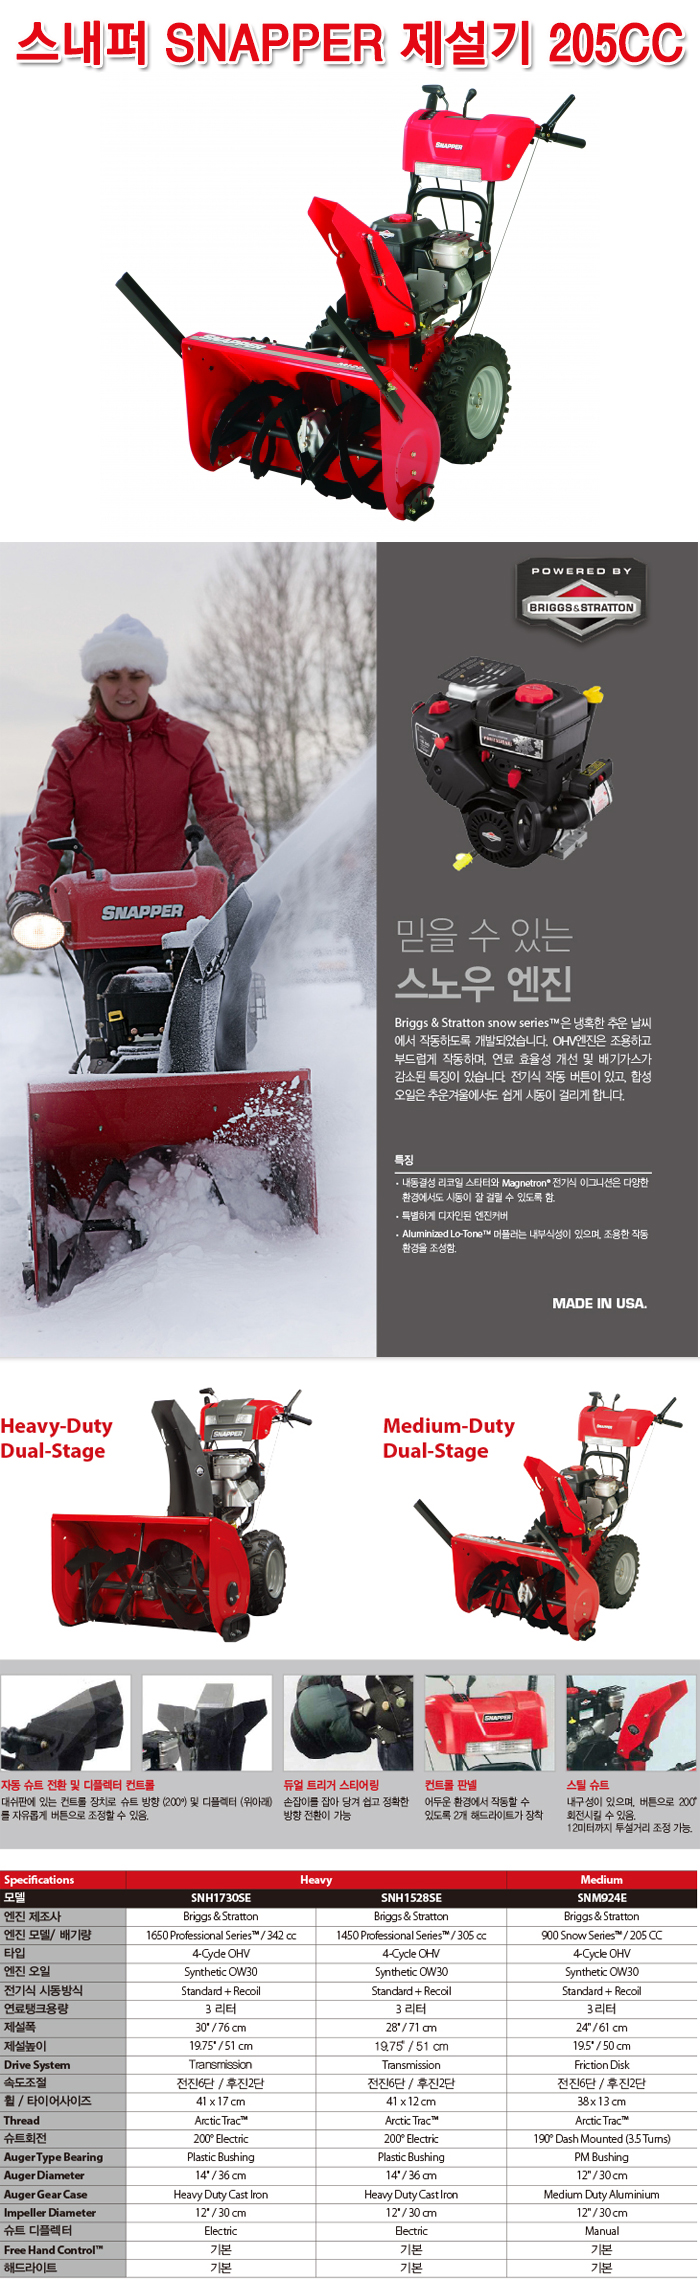 스내퍼 SNAPPER 제설기 205CC
SNAPPER
SNAPPER
POWERED BY
BRIGGS & STRATTON
SNAPPER
믿을 수 있는
스노우 엔진
Briggs & Stratton snow series™은 냉혹한 추운 날씨
에서 작동하도록 개발되었습니다. OHV엔진은 조용하고
부드럽게 작동하며, 연료 효율성 개선 및 배기가스가
감소된 특징이 있습니다. 전기식 작동 버튼이 있고, 합성
오일은 추운겨울에서도 쉽게 시동이 걸리게 합니다.
특징
· 내동결성 리코일 스타터와 Magnetron® 전기식 이그니션은 다양한
환경에서도 시동이 잘 걸릴 수 있도록 함.
· 특별하게 디자인된 엔진커버
· Aluminized Lo-Tone™ 머플러는 내부식성이 있으며, 조용한 작동
환경을 조성함.
MADE IN USA.
Heavy-Duty
Dual-Stage
SNAPPER
Medium-Duty
Dual-Stage
SNAPPER
자동 슈트 전환 및 디플렉터 컨트롤
대쉬판에 있는 컨트롤 장치로 슈트 방향 (200º) 및 디플렉터 (위아래)
를 자유롭게 버튼으로 조정할 수 있음.
듀얼 트리거 스티어링
손잡이를 잡아 당겨 쉽고 정확한
방향 전환이 가능
컨트롤 판넬
어두운 환경에서 작동할 수
있도록 2개 헤드라이트가 장착
스틸 슈트
내구성이 있으며, 버튼으로 200°
회전시킬 수 있음.
12미터까지 투설거리 조정 가능.
Specifications Heavy Medium
모델 SNH1730SE SNH1528SE SNM924E
엔진 제조사 Briggs & Stratton Briggs & Stratton Briggs & Stratton
엔진 모델/ 배기량 1650 Professional Series™ / 342 cc 1450 Professional Series™ / 305 cc 900 Snow Series™ / 205 CC
타입 4-Cycle OHV 4-Cycle OHV 4-Cycle OHV
엔진 오일 Synthetic OW30 Synthetic OW30 Synthetic OW30
전기식 시동방식 Standard + Recoil Standard + Recoil Standard + Recoil
연료탱크용량 3 리터 3 리터 3 리터
제설폭 30" / 76 cm 28" / 71 cm 24" / 61 cm
제설높이 19.75" / 51 cm 19.75" / 51 cm 19.5" / 50 cm
Drive System Transmission Transmission Friction Disk
속도조절 전진6단 / 후진2단 전진6단 / 후진2단 전진6단 / 후진2단
휠 / 타이어사이즈 41 x 17 cm 41 x 12 cm 38 x 13 cm
Thread Arctic Trac™ Arctic Trac™ Arctic Trac™
슈트회전 200° Electric 200° Electric 190° Dash Mounted (3.5 Turns)
Auger Type Bearing Plastic Bushing Plastic Bushing PM Bushing
Auger Diameter 14" / 36 cm 14" / 36 cm 12" / 30 cm
Auger Gear Case Heavy Duty Cast Iron Heavy Duty Cast Iron Medium Duty Aluminium
Impeller Diameter 12" / 30 cm 12" / 30 cm 12" / 30 cm
슈트 디플렉터 Electric Electric Manual
Free Hand Control™ 기본 기본 기본
해드라이트 기본 기본 기본